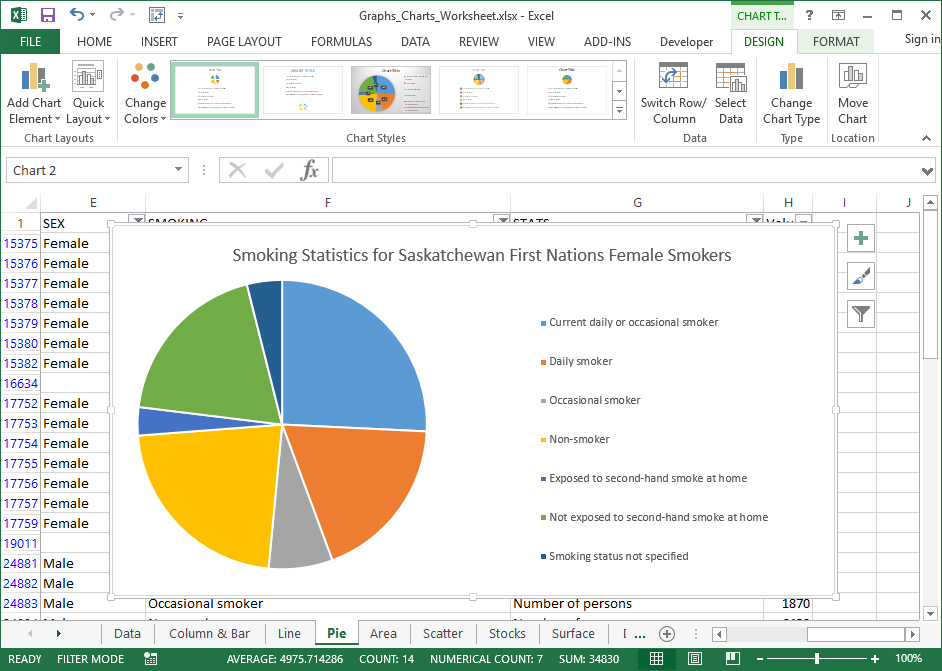 Graphs_Charts_Worksheet.xlsx - Excel
CHART T...
?
FILE HOME INSERT PAGE LAYOUT FORMULAS DATA REVIEW VIEW ADD-INS Developer DESIGN FORMAT Sign in
Add Chart Element
Quick Layout
Change Colors
Switch Row/ Column
Select Data
Change Chart Type
Move Chart
Chart Layouts Chart Styles Data Type Location
Chart 2 fx
E F G H I J
1 SEX SMOKING STATS
15375 Female
15376 Female
15377 Female
15378 Female
15379 Female
15380 Female
15382 Female
16634
17752 Female
17753 Female
17754 Female
17755 Female
17756 Female
17757 Female
17759 Female
19011
24881 Male
24882 Male
24883 Male Occasional smoker Number of persons 1870
Smoking Statistics for Saskatchewan First Nations Female Smokers
Current daily or occasional smoker
Daily smoker
Occasional smoker
Non-smoker
Exposed to second-hand smoke at home
Not exposed to second-hand smoke at home
Smoking status not specified
Data Column & Bar Line Pie Area Scatter Stocks Surface ...
READY FILTER MODE AVERAGE: 4975.714286 COUNT: 14 NUMERICAL COUNT: 7 SUM: 34830 100%